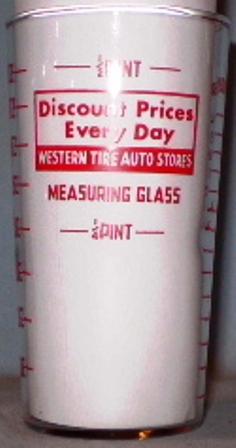 PINT
Discount Prices
Every Day
WESTERN TIRE AUTO STORES
MEASURING GLASS
PINT